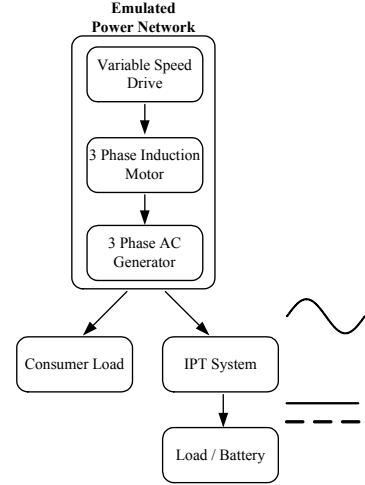 Emulated
Power Network
Variable Speed
Drive
3 Phase Induction
Motor
3 Phase AC
Generator
Consumer Load
IPT System
Load / Battery